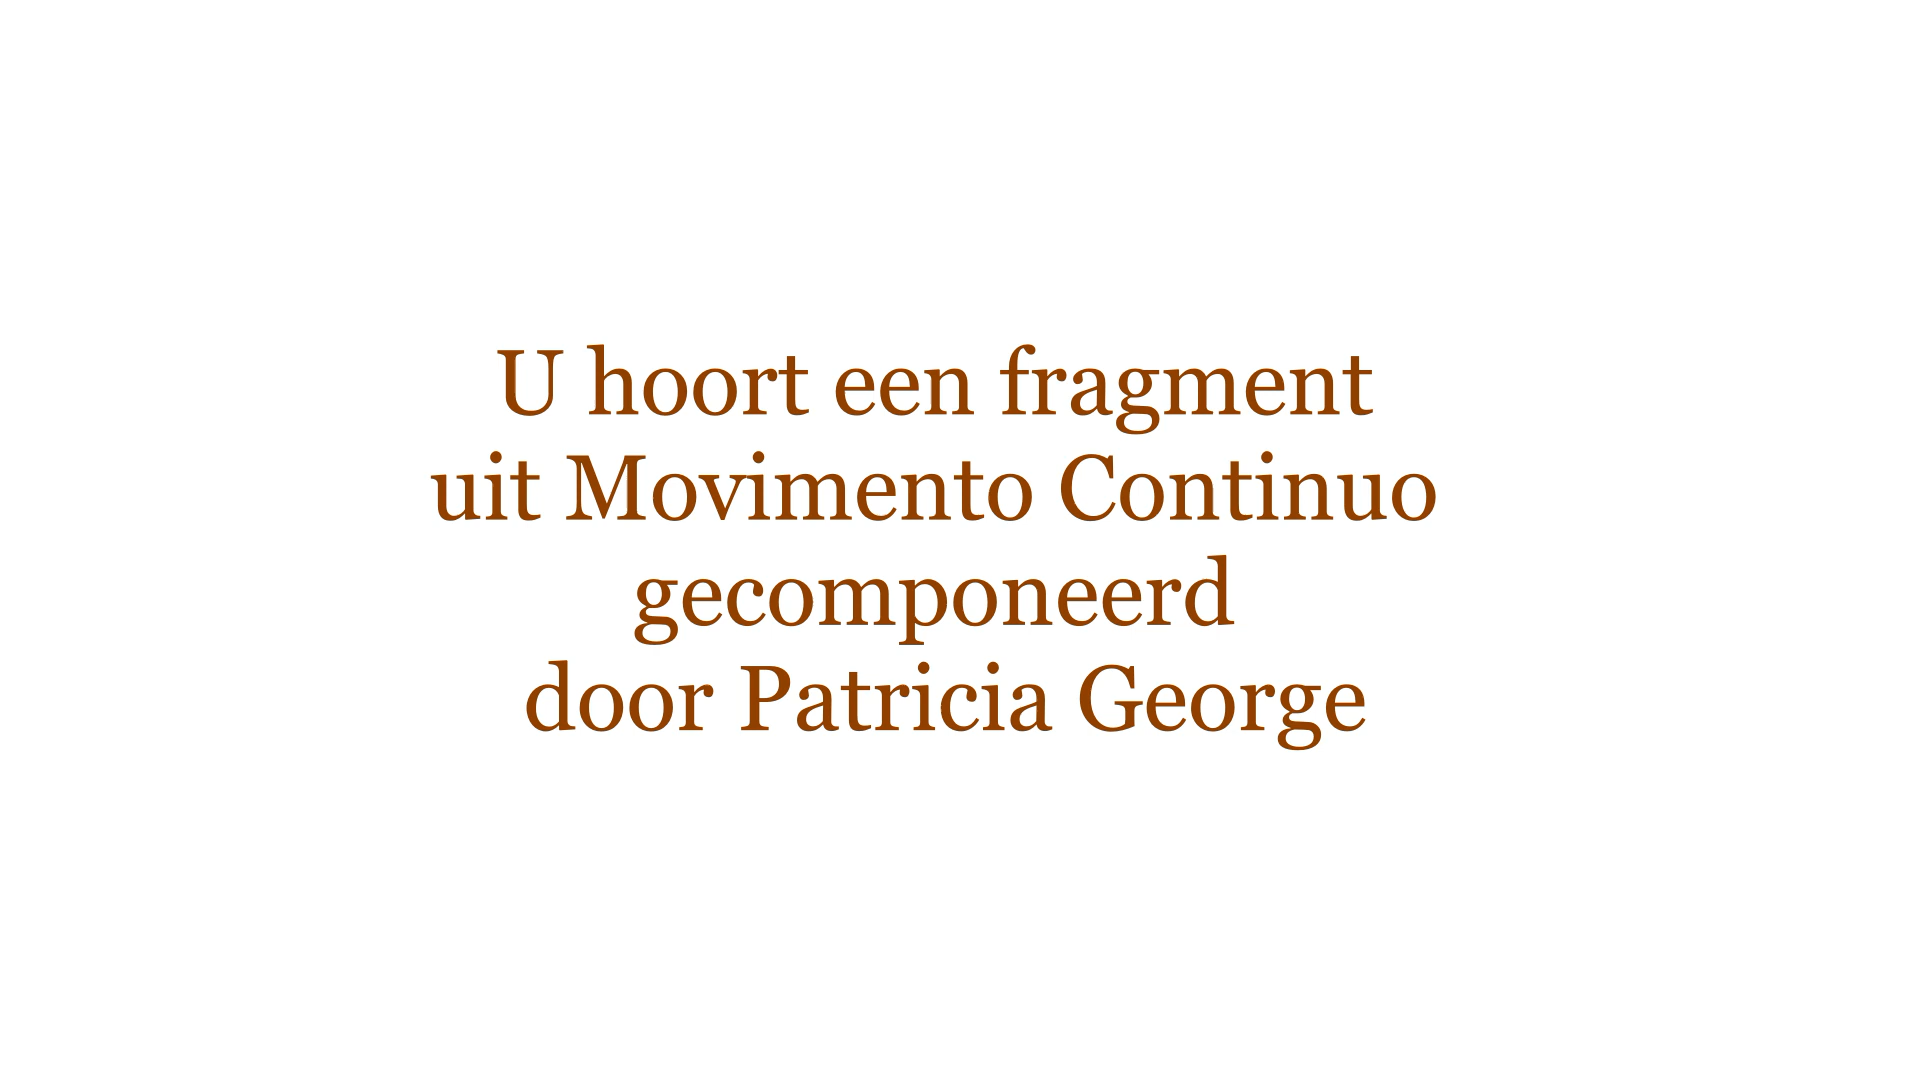 U hoort een fragment
uit Movimento Continuo
gecomponeerd
door Patricia George